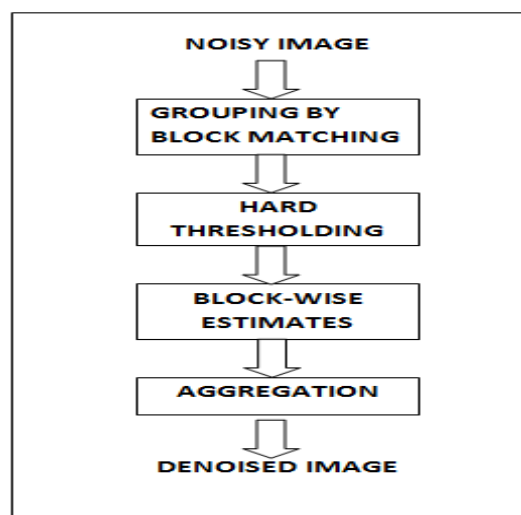 NOISY IMAGE
GROUPING BY
BLOCK MATCHING
HARD
THRESHOLDING
BLOCK-WISE
ESTIMATES
AGGREGATION
DENOISED IMAGE